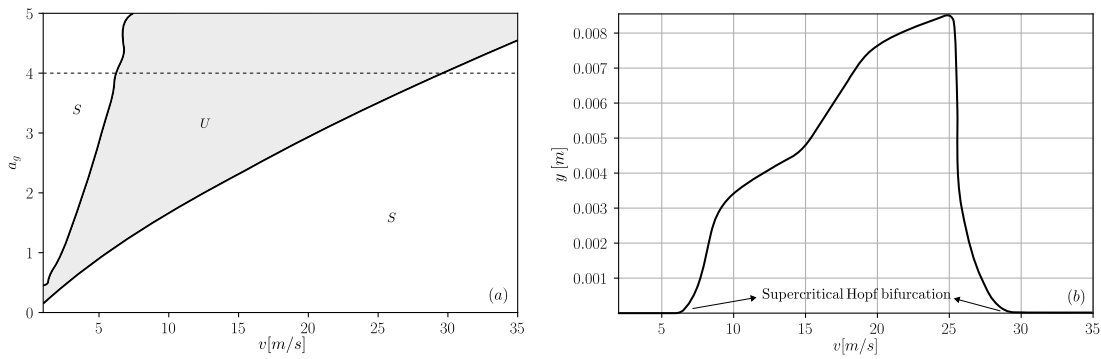 5
4
3
2
1
0
a_g
S
U
S
(a)
5 10 15 20 25 30 35
v[m/s]
0.008
0.007
0.006
0.005
0.004
0.003
0.002
0.001
y [m]
Supercritical Hopf bifurcation
(b)
5 10 15 20 25 30 35
v[m/s]